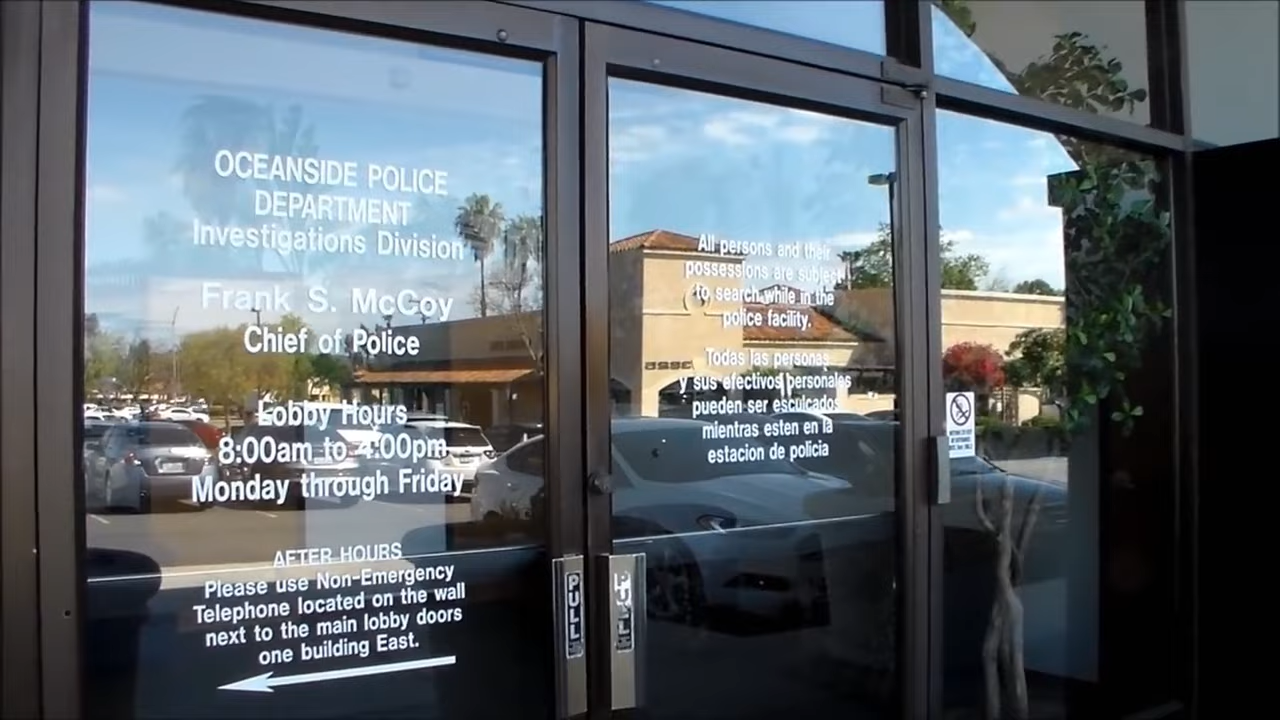 OCEANSIDE POLICE
DEPARTMENT
Investigations Division
Frank S. McCoy
Chief of Police
Lobby Hours
8:00am to 4:00pm
Monday through Friday
AFTER HOURS
Please use Non-Emergency
Telephone located on the wall
next to the main lobby doors
one building East.
All persons and their
possessions are subject
to search while in the
police facility.
Todas las personas
y sus efectivos personales
pueden ser esculcados
mientras esten en la
estacion de policia
PULL
PULL